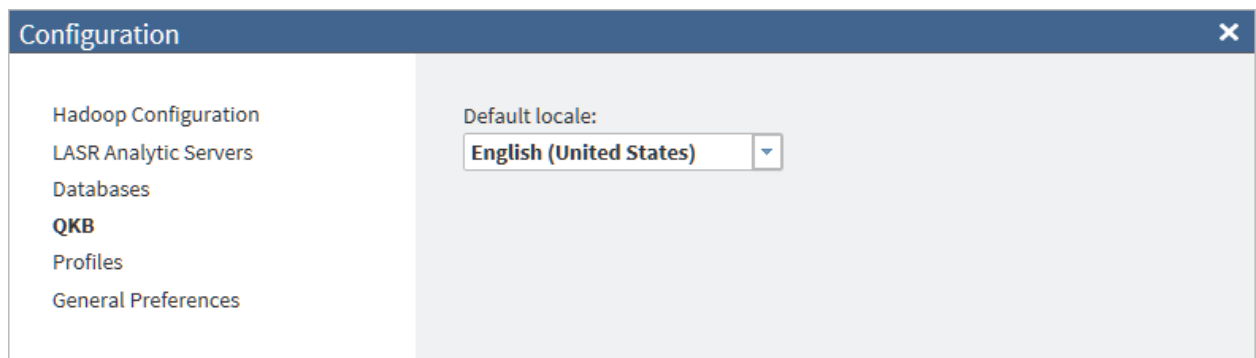 Configuration
Hadoop Configuration
LASR Analytic Servers
Databases
QKB
Profiles
General Preferences
Default locale:
English (United States)